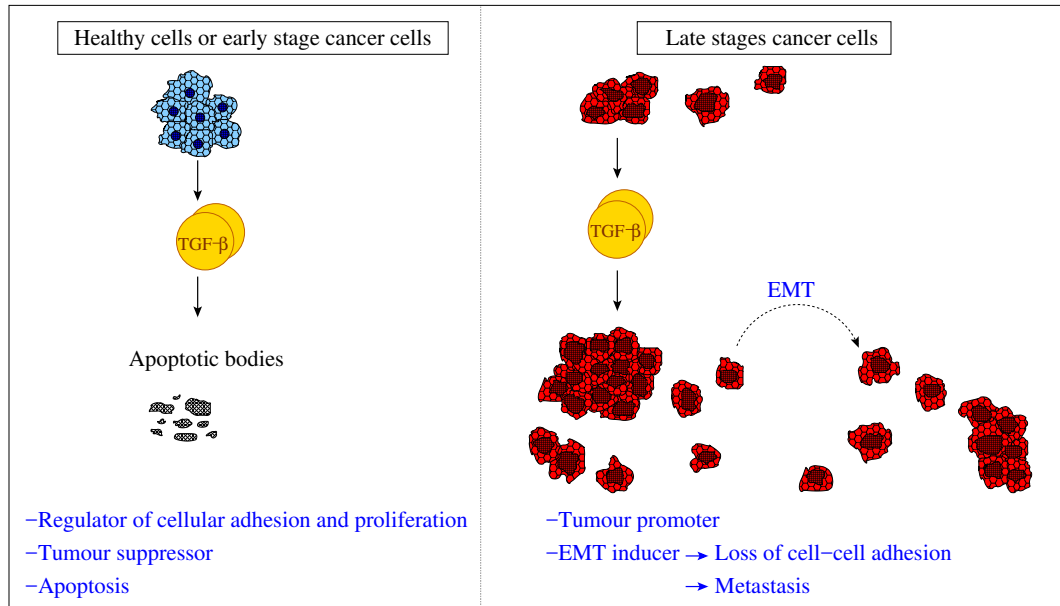 Healthy cells or early stage cancer cells
TGF-β
Apoptotic bodies
−Regulator of cellular adhesion and proliferation
−Tumour suppressor
−Apoptosis
Late stages cancer cells
TGF-β
EMT
−Tumour promoter
−EMT inducer → Loss of cell−cell adhesion
→ Metastasis